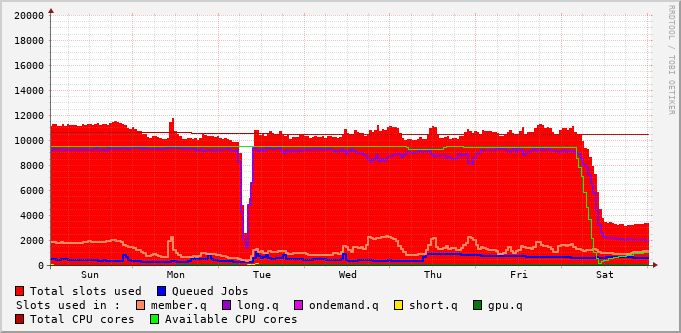 RRDTOOL / TOBI OETIKER
20000
18000
16000
14000
12000
10000
8000
6000
4000
2000
0
Sun Mon Tue Wed Thu Fri Sat
Total slots used Queued Jobs
Slots used in : member.q long.q ondemand.q short.q gpu.q
Total CPU cores Available CPU cores